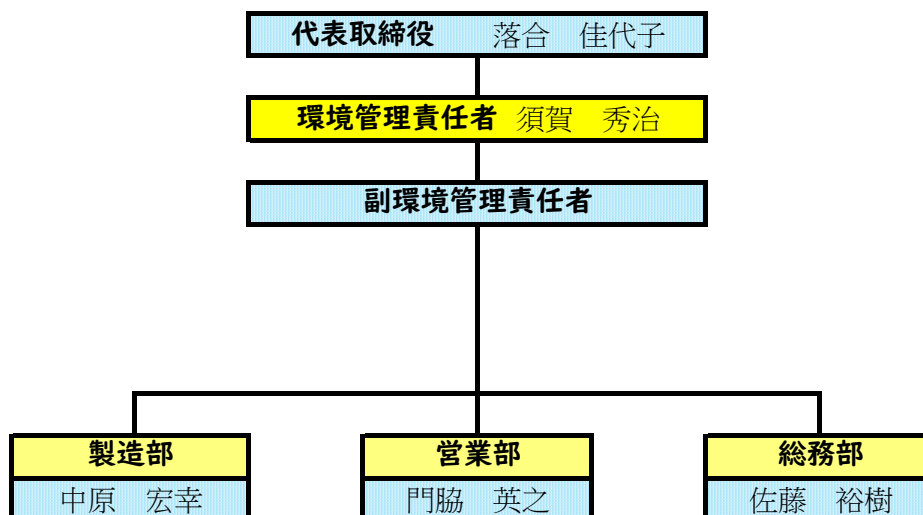 代表取締役　落合　佳代子
環境管理責任者 須賀　秀治
副環境管理責任者
製造部　営業部　総務部
中原　宏幸　門脇　英之　佐藤　裕樹